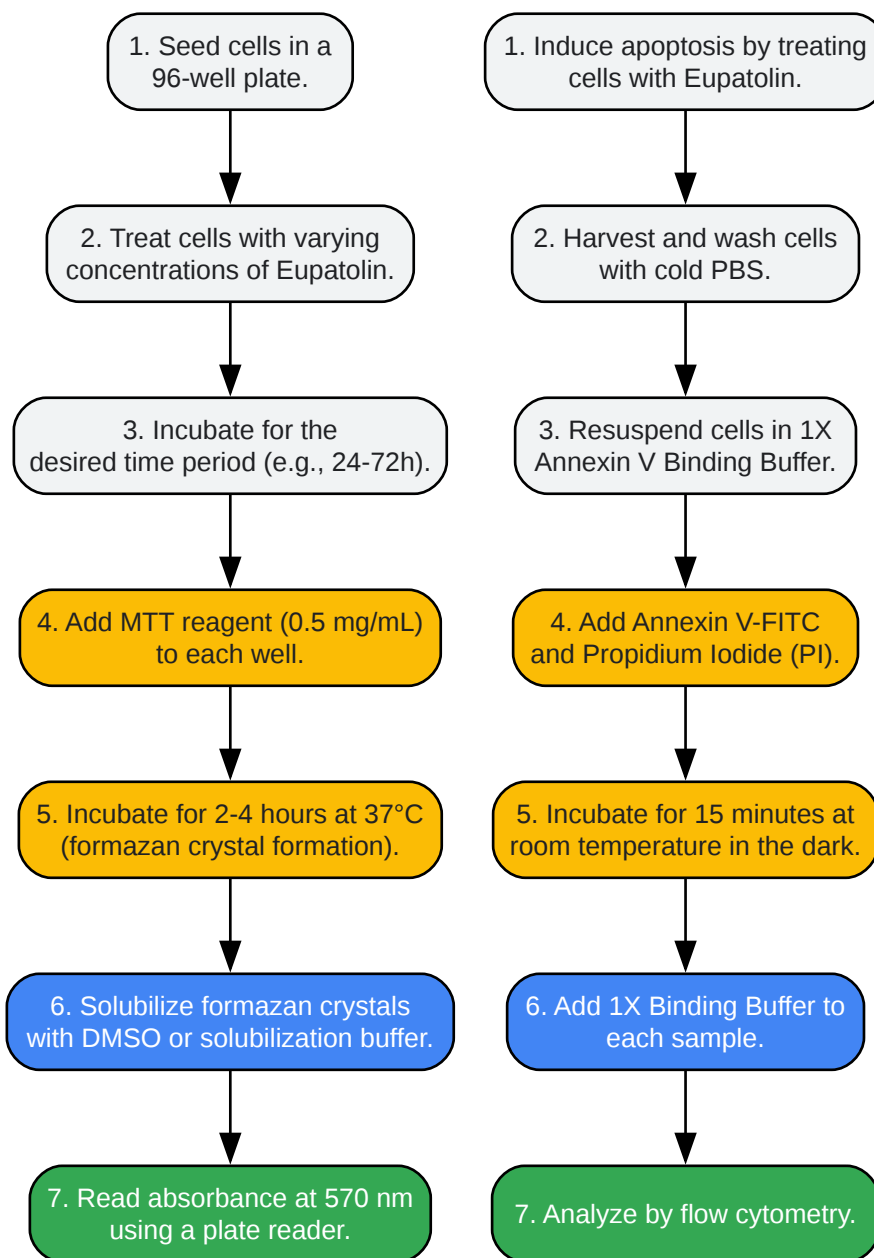 1. Seed cells in a
96-well plate.
2. Treat cells with varying
concentrations of Eupatolin.
3. Incubate for the
desired time period (e.g., 24-72h).
4. Add MTT reagent (0.5 mg/mL)
to each well.
5. Incubate for 2-4 hours at 37°C
(formazan crystal formation).
6. Solubilize formazan crystals
with DMSO or solubilization buffer.
7. Read absorbance at 570 nm
using a plate reader.
1. Induce apoptosis by treating
cells with Eupatolin.
2. Harvest and wash cells
with cold PBS.
3. Resuspend cells in 1X
Annexin V Binding Buffer.
4. Add Annexin V-FITC
and Propidium Iodide (PI).
5. Incubate for 15 minutes at
room temperature in the dark.
6. Add 1X Binding Buffer to
each sample.
7. Analyze by flow cytometry.